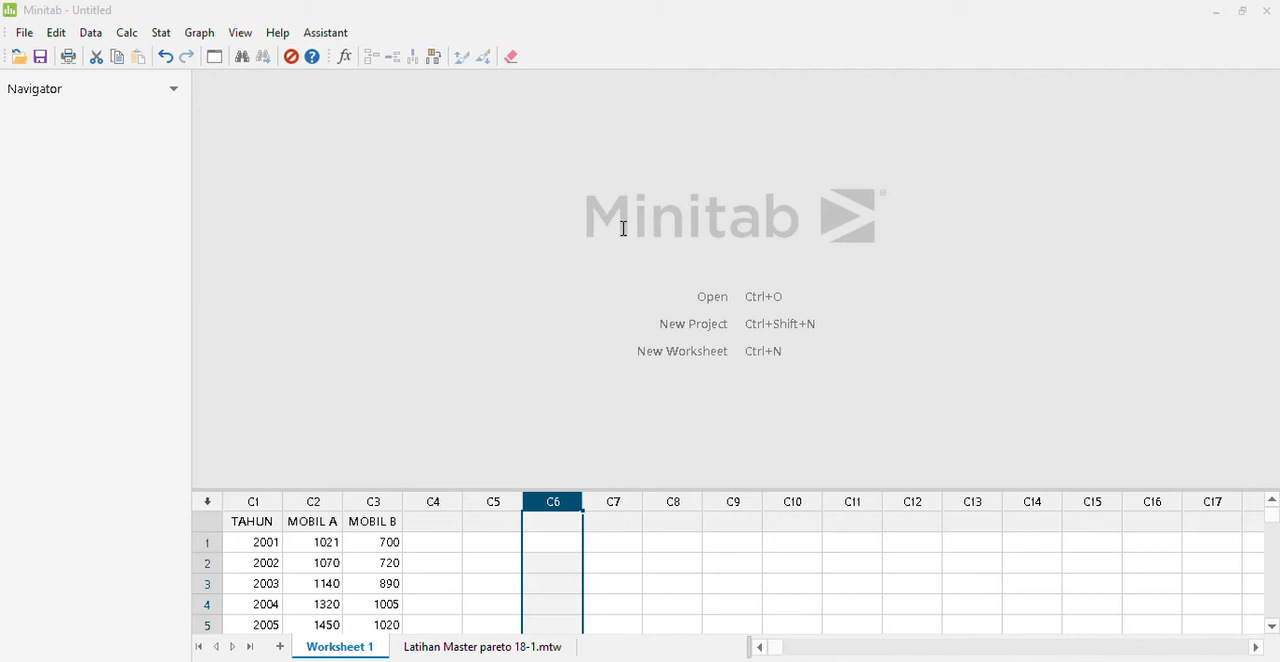 Minitab - Untitled
File Edit Data Calc Stat Graph View Help Assistant
fx
Navigator
Minitab ®
Open Ctrl+O
New Project Ctrl+Shift+N
New Worksheet Ctrl+N
C1 C2 C3 C4 C5 C6 C7 C8 C9 C10 C11 C12 C13 C14 C15 C16 C17
TAHUN MOBIL A MOBIL B
1 2001 1021 700
2 2002 1070 720
3 2003 1140 890
4 2004 1320 1005
5 2005 1450 1020
Worksheet 1 Latihan Master pareto 18-1.mtw